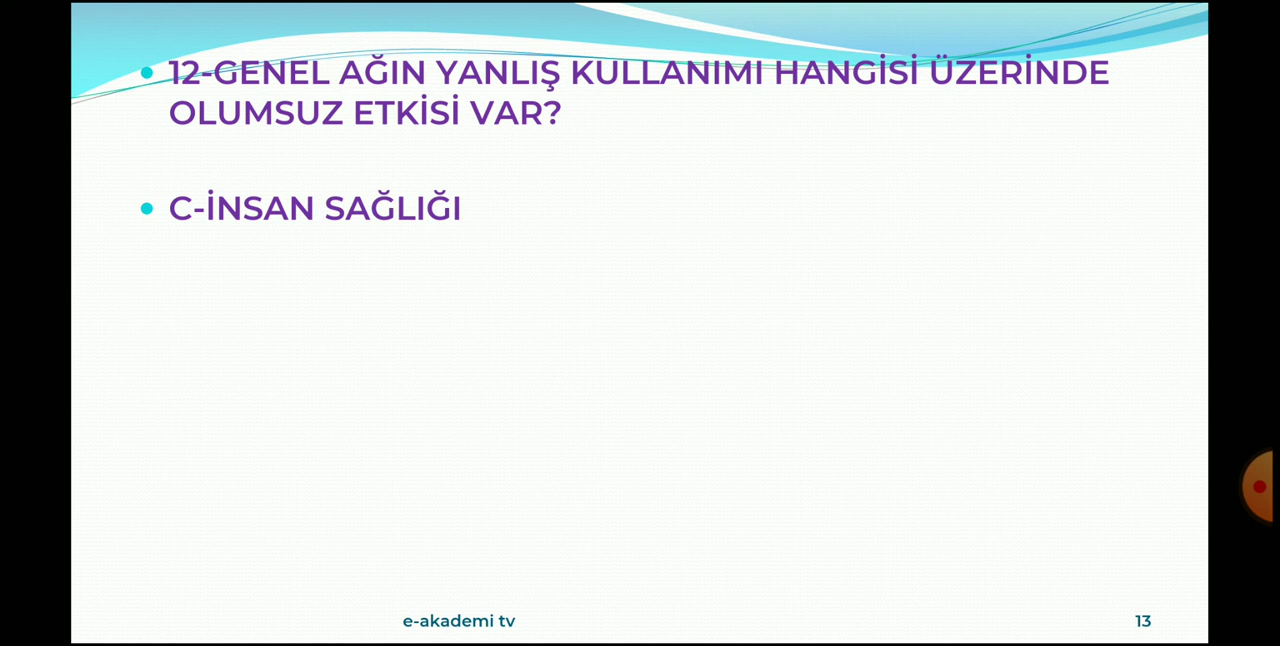 12-GENEL AĞIN YANLIŞ KULLANIMI HANGİSİ ÜZERİNDE
OLUMSUZ ETKİSİ VAR?
C-İNSAN SAĞLIĞI
e-akademi tv
13